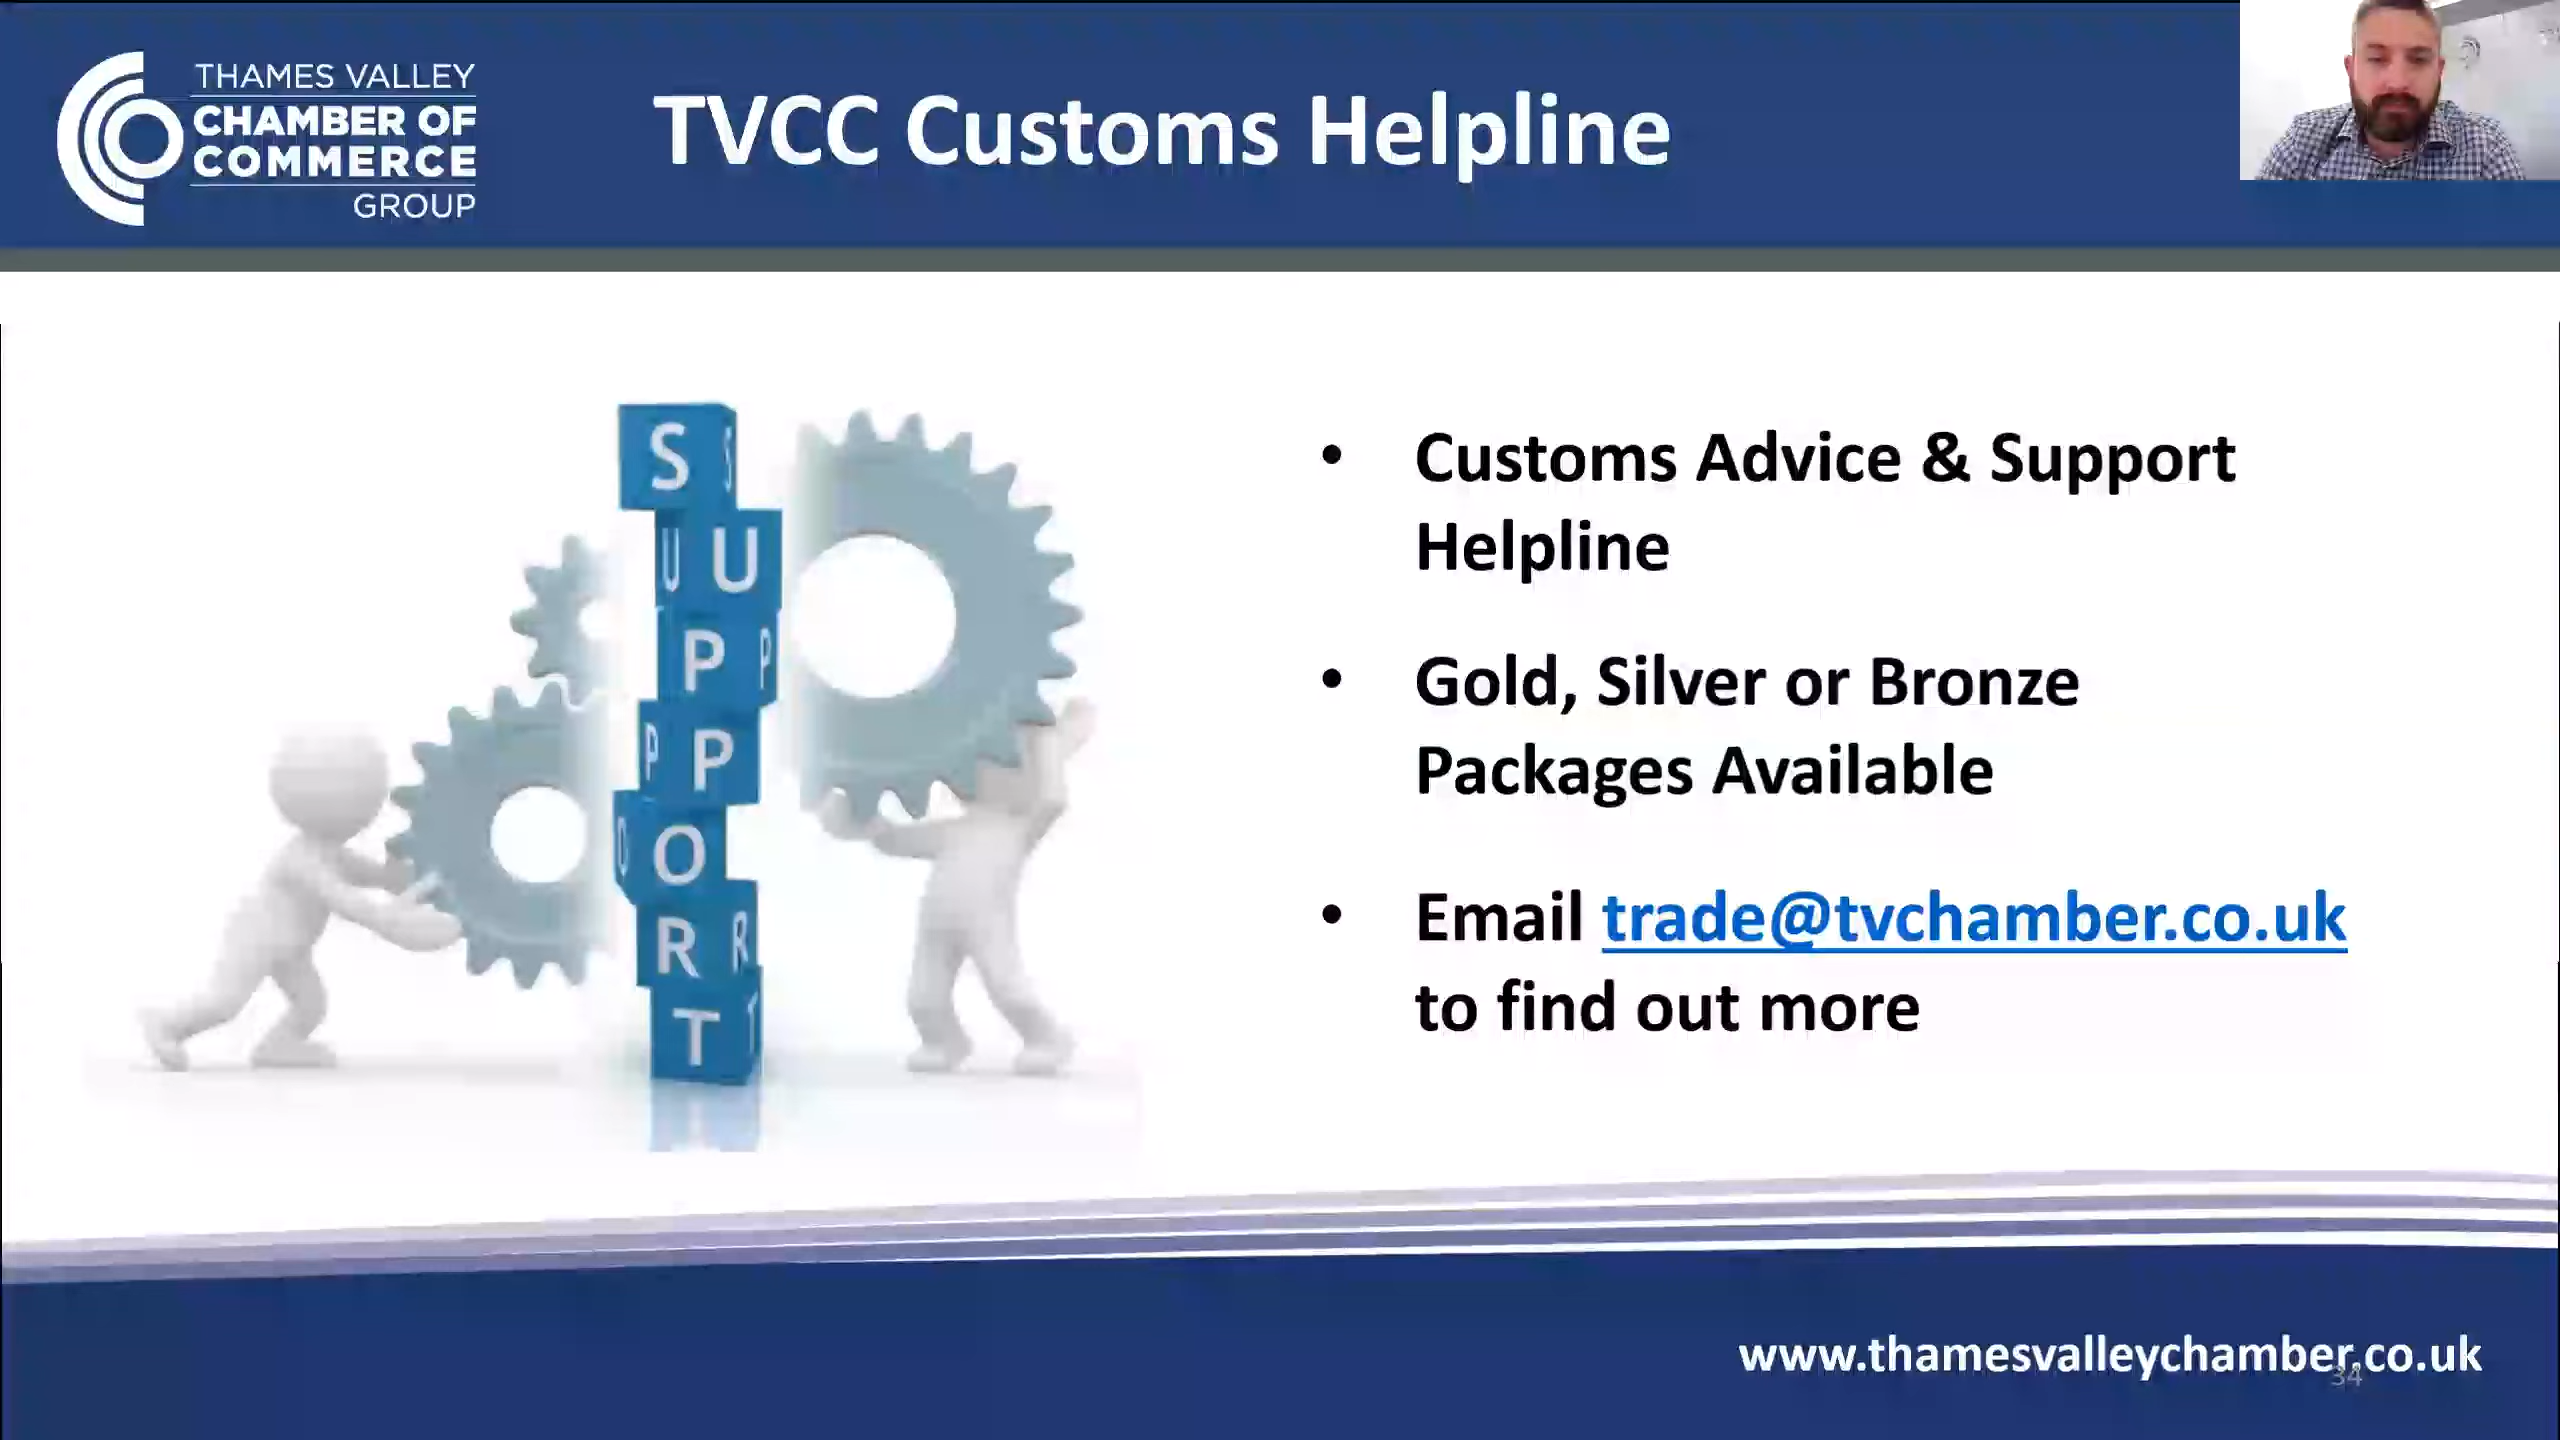 THAMES VALLEY
CHAMBER OF
COMMERCE
GROUP
TVCC Customs Helpline
S S
U U
P P
P P
O O
R R
T T
• Customs Advice & Support
Helpline
• Gold, Silver or Bronze
Packages Available
• Email trade@tvchamber.co.uk
to find out more
www.thamesvalleychamber.co.uk
34